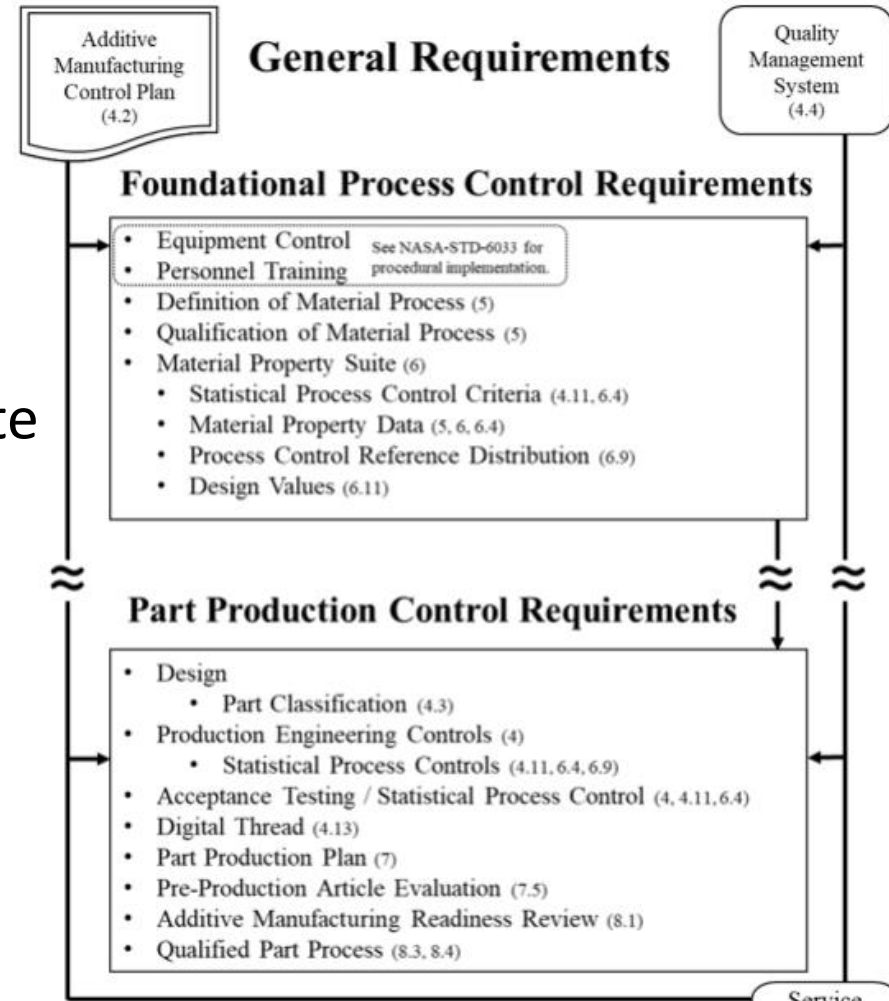 Additive
Manufacturing
Control Plan
(4.2)
General Requirements
Quality
Management
System
(4.4)
Foundational Process Control Requirements
• Equipment Control
• Personnel Training
See NASA-STD-6033 for
procedural implementation.
• Definition of Material Process (5)
• Qualification of Material Process (5)
• Material Property Suite (6)
• Statistical Process Control Criteria (4.11, 6.4)
• Material Property Data (5, 6, 6.4)
• Process Control Reference Distribution (6.9)
• Design Values (6.11)
Part Production Control Requirements
• Design
• Part Classification (4.3)
• Production Engineering Controls (4)
• Statistical Process Controls (4.11, 6.4, 6.9)
• Acceptance Testing / Statistical Process Control (4, 4.11, 6.4)
• Digital Thread (4.13)
• Part Production Plan (7)
• Pre-Production Article Evaluation (7.5)
• Additive Manufacturing Readiness Review (8.1)
• Qualified Part Process (8.3, 8.4)
Service